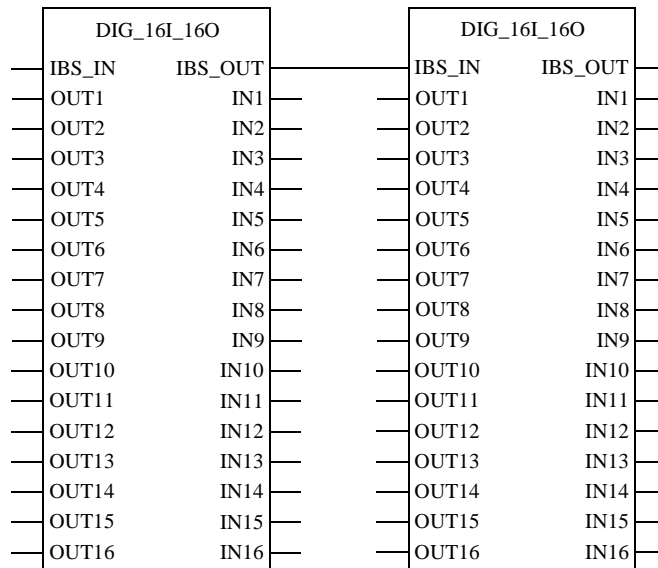 DIG_16I_16O DIG_16I_16O
IBS_IN IBS_OUT IBS_IN IBS_OUT
OUT1 IN1 OUT1 IN1
OUT2 IN2 OUT2 IN2
OUT3 IN3 OUT3 IN3
OUT4 IN4 OUT4 IN4
OUT5 IN5 OUT5 IN5
OUT6 IN6 OUT6 IN6
OUT7 IN7 OUT7 IN7
OUT8 IN8 OUT8 IN8
OUT9 IN9 OUT9 IN9
OUT10 IN10 OUT10 IN10
OUT11 IN11 OUT11 IN11
OUT12 IN12 OUT12 IN12
OUT13 IN13 OUT13 IN13
OUT14 IN14 OUT14 IN14
OUT15 IN15 OUT15 IN15
OUT16 IN16 OUT16 IN16